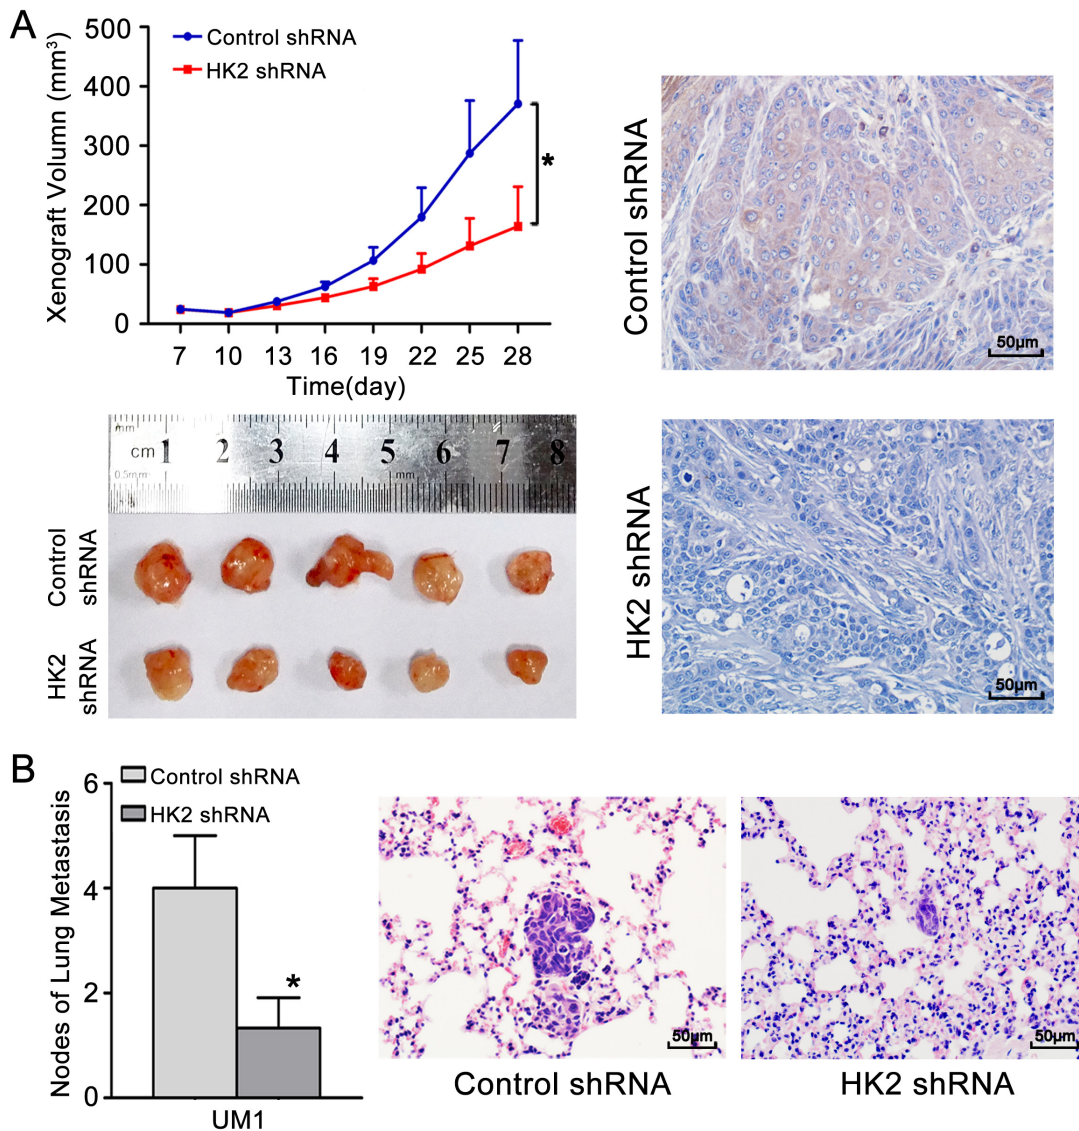 A
Xenograft Volumn (mm³)
500
400
300
200
100
0
Control shRNA
HK2 shRNA
*
7 10 13 16 19 22 25 28
Time(day)
Control shRNA
50μm
HK2 shRNA
50μm
mm
cm 1 2 3 4 5 6 7 8
0.5mm
mm
Control
shRNA
HK2
shRNA
B
Nodes of Lung Metastasis
6
4
2
0
Control shRNA
HK2 shRNA
*
UM1
50μm
Control shRNA
50μm
HK2 shRNA